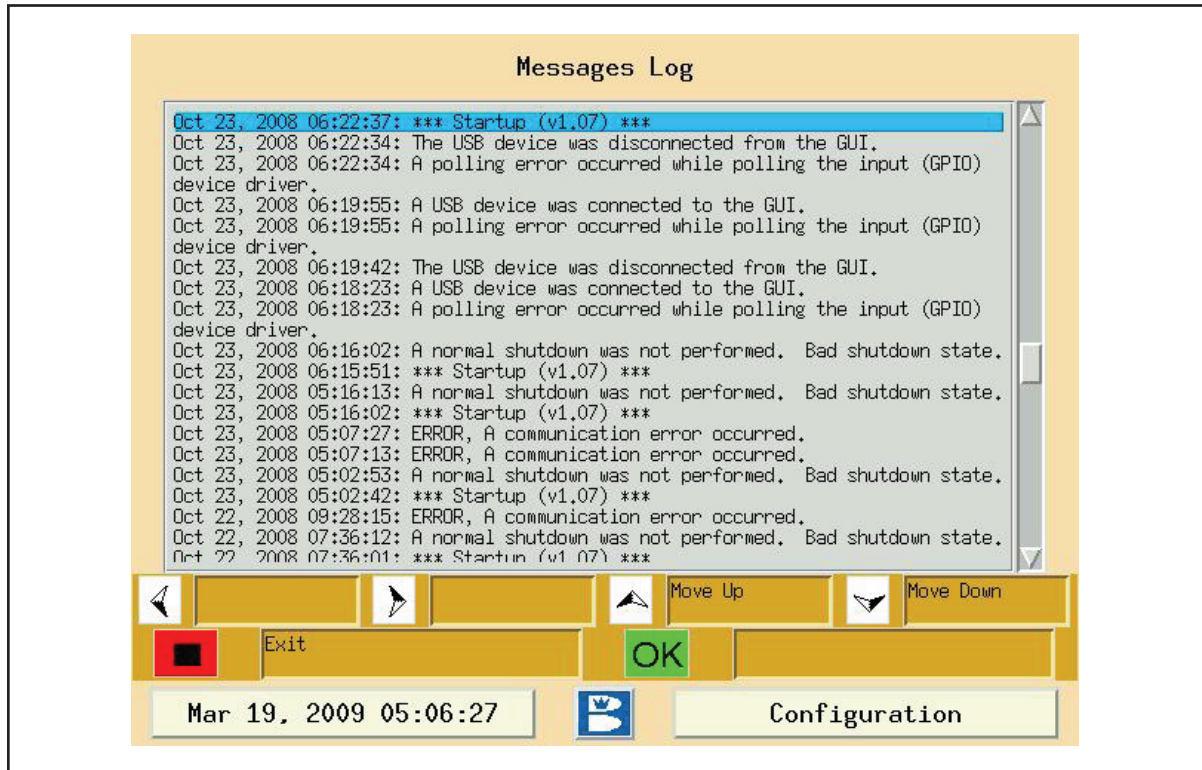 Messages Log
Oct 23, 2008 06:22:37: *** Startup (v1.07) ***
Oct 23, 2008 06:22:34: The USB device was disconnected from the GUI.
Oct 23, 2008 06:22:34: A polling error occurred while polling the input (GPIO)
device driver.
Oct 23, 2008 06:19:55: A USB device was connected to the GUI.
Oct 23, 2008 06:19:55: A polling error occurred while polling the input (GPIO)
device driver.
Oct 23, 2008 06:19:42: The USB device was disconnected from the GUI.
Oct 23, 2008 06:18:23: A USB device was connected to the GUI.
Oct 23, 2008 06:18:23: A polling error occurred while polling the input (GPIO)
device driver.
Oct 23, 2008 06:16:02: A normal shutdown was not performed.  Bad shutdown state.
Oct 23, 2008 06:15:51: *** Startup (v1.07) ***
Oct 23, 2008 05:16:13: A normal shutdown was not performed.  Bad shutdown state.
Oct 23, 2008 05:16:02: *** Startup (v1.07) ***
Oct 23, 2008 05:07:27: ERROR, A communication error occurred.
Oct 23, 2008 05:07:13: ERROR, A communication error occurred.
Oct 23, 2008 05:02:53: A normal shutdown was not performed.  Bad shutdown state.
Oct 23, 2008 05:02:42: *** Startup (v1.07) ***
Oct 22, 2008 09:28:15: ERROR, A communication error occurred.
Oct 22, 2008 07:36:12: A normal shutdown was not performed.  Bad shutdown state.
Oct 22, 2008 07:36:01: *** Startup (v1.07) ***
Move Up
Move Down
Exit
OK
Mar 19, 2009 05:06:27
B
Configuration